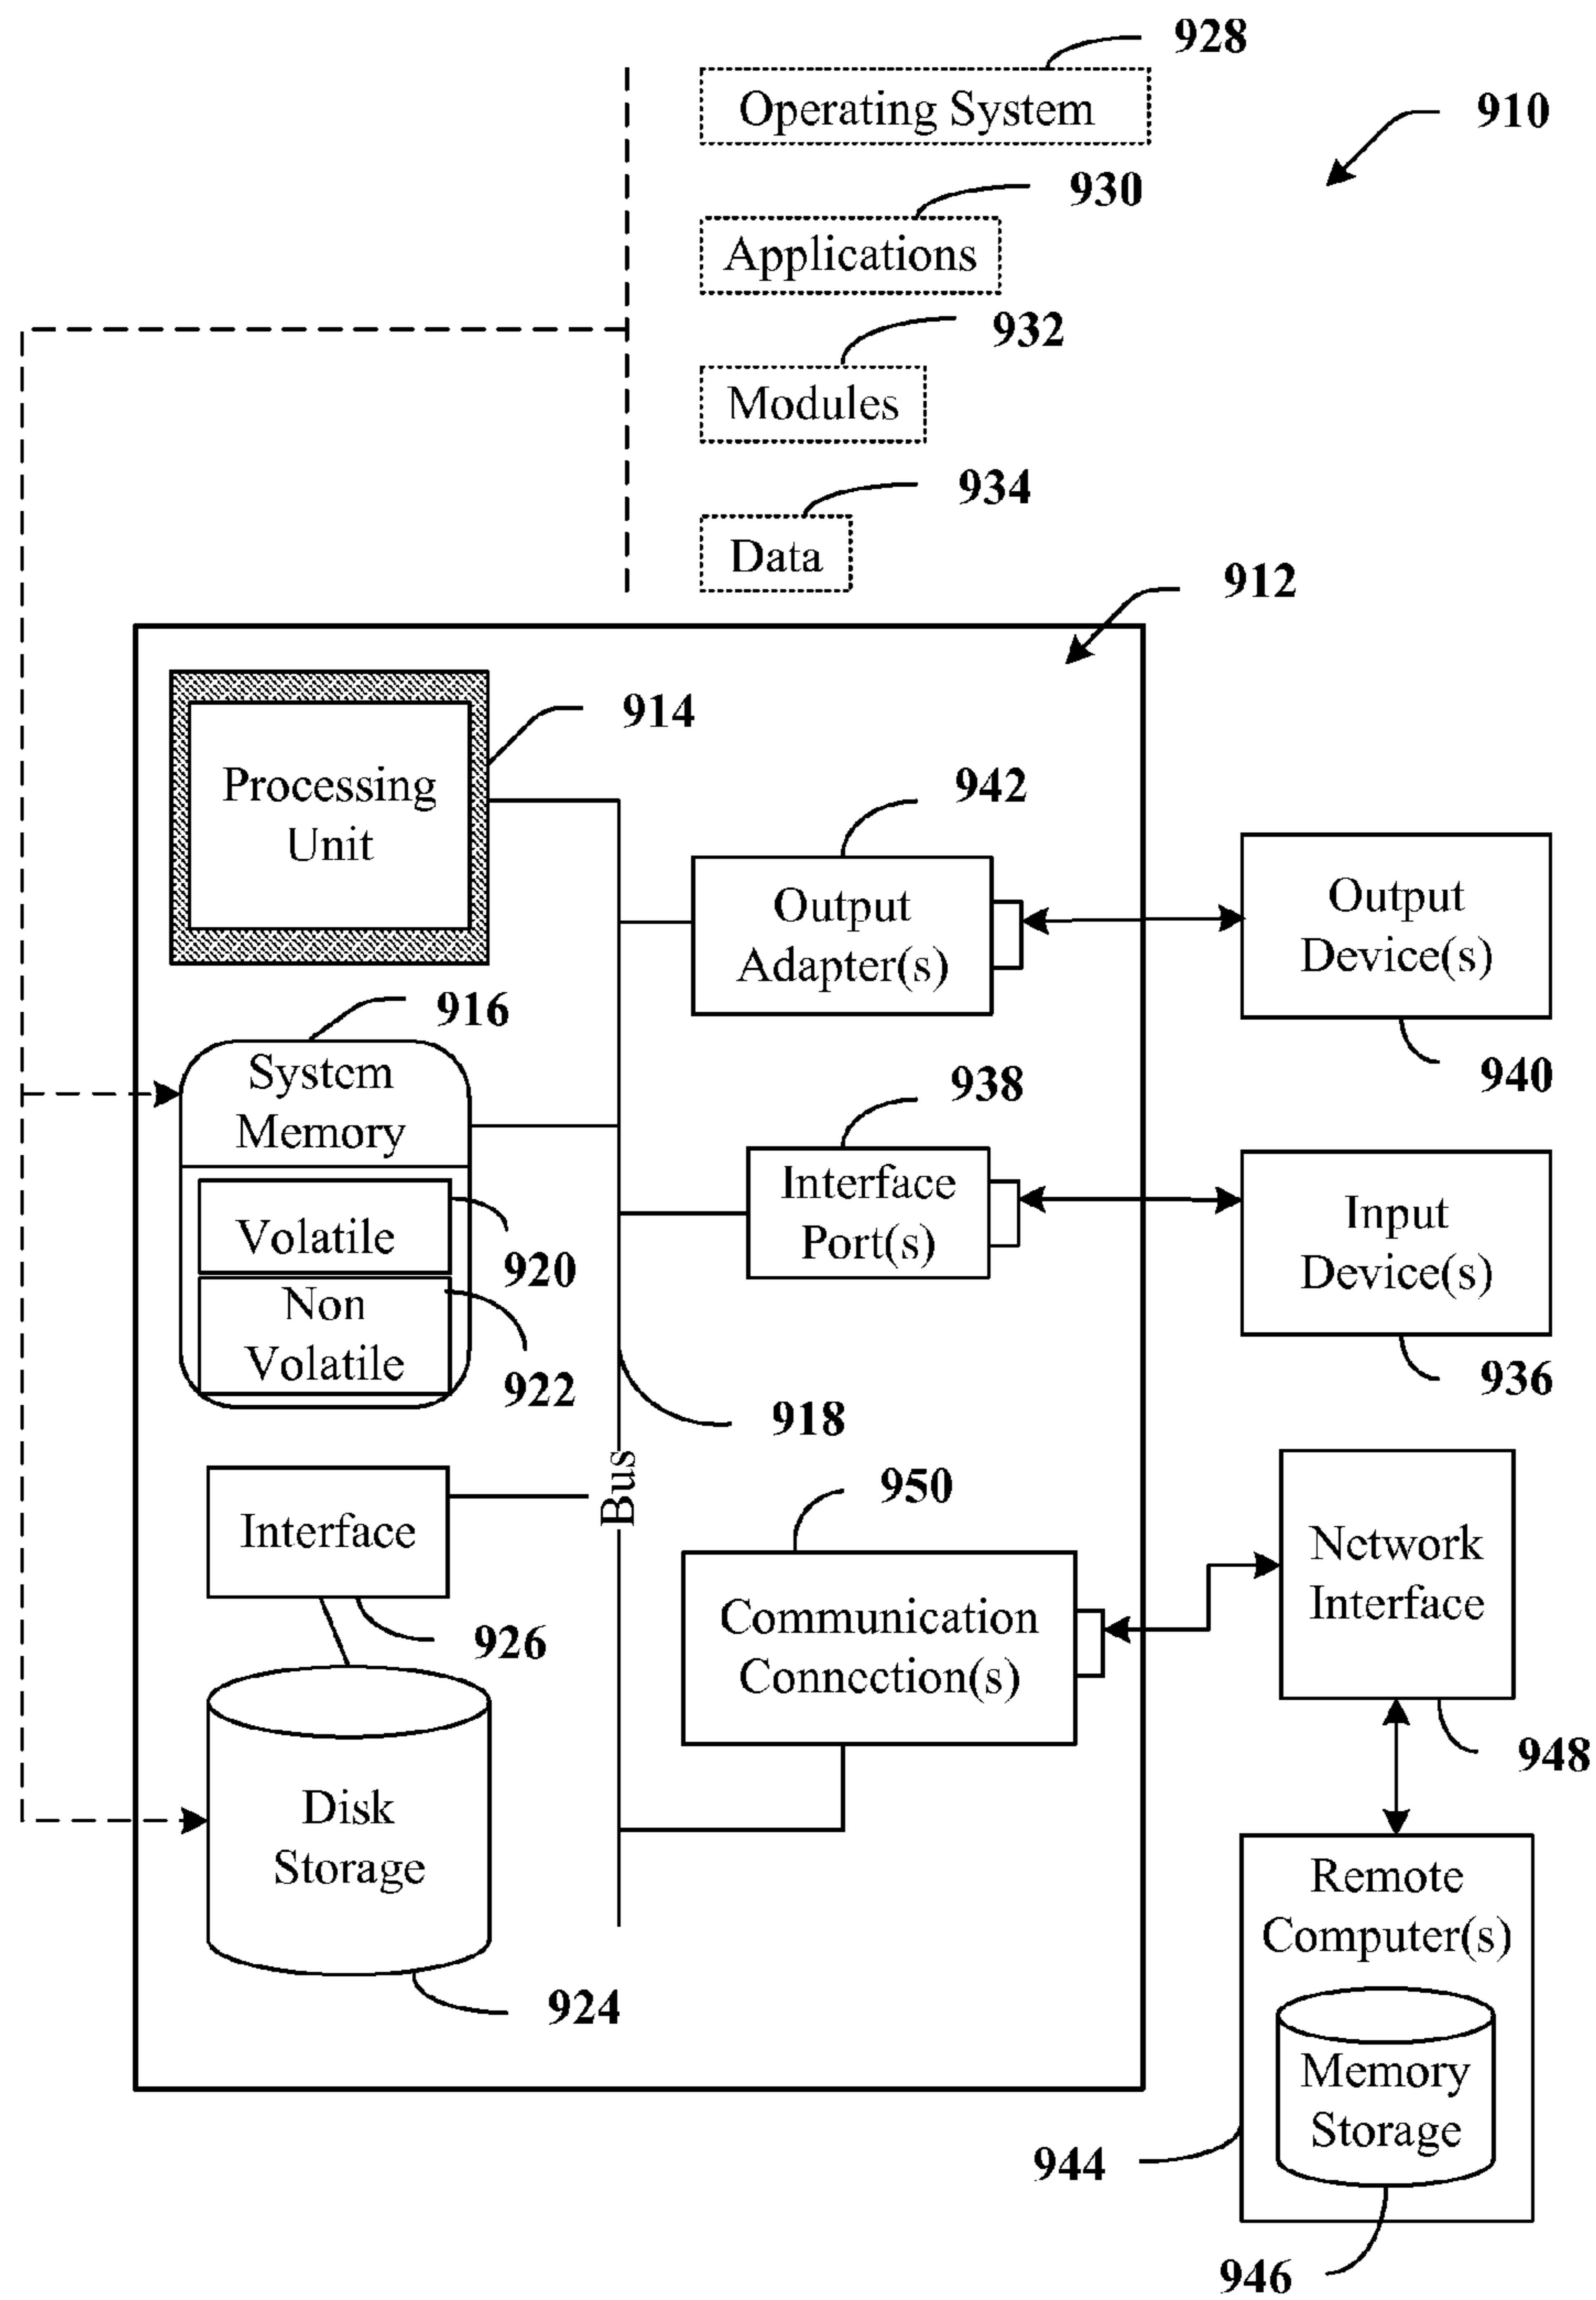 928
Operating System
910
930
Applications
932
Modules
934
Data
912
914
Processing
Unit
942
Output
Adapter(s)
Output
Device(s)
940
916
System
Memory
938
Interface
Port(s)
Input
Device(s)
936
Volatile
920
Non
Volatile
922
918
Bus
950
Interface
926
Communication
Connection(s)
Network
Interface
948
Disk
Storage
924
Remote
Computer(s)
Memory
Storage
944
946